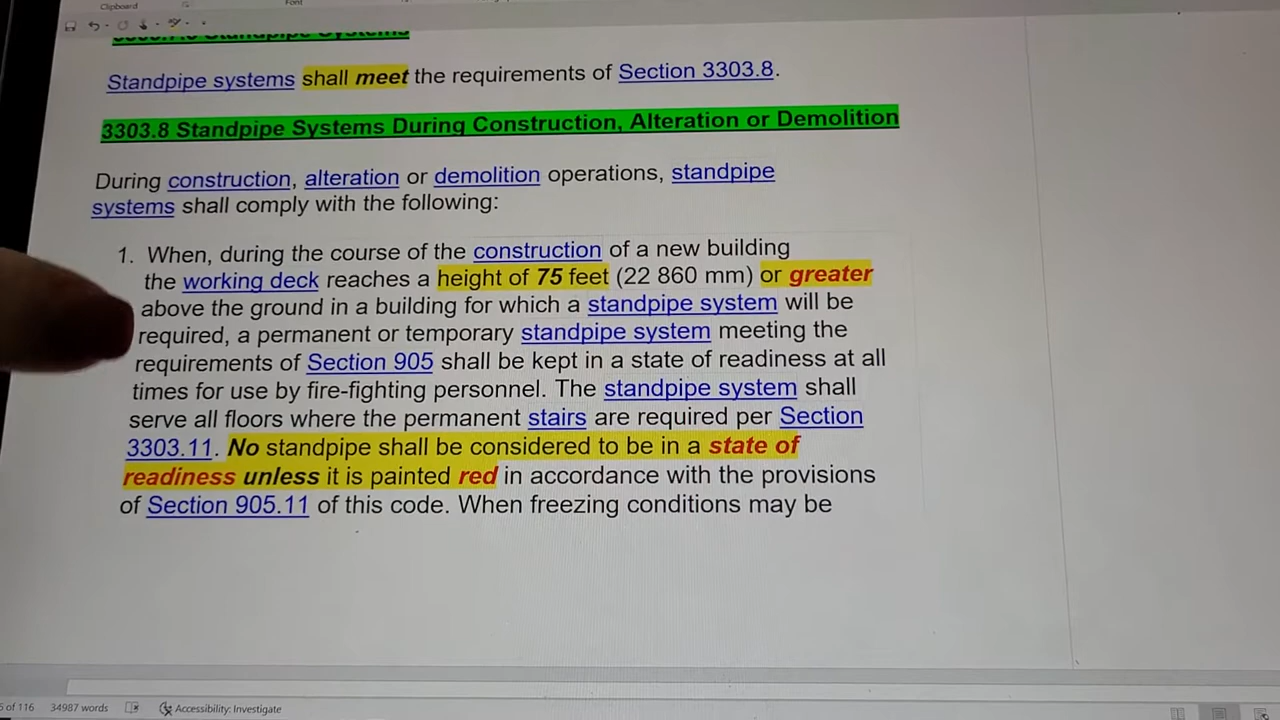 Clipboard
Font
Standpipe Systems
Standpipe systems shall meet the requirements of Section 3303.8.
3303.8 Standpipe Systems During Construction, Alteration or Demolition
During construction, alteration or demolition operations, standpipe
systems shall comply with the following:
1. When, during the course of the construction of a new building
the working deck reaches a height of 75 feet (22 860 mm) or greater
above the ground in a building for which a standpipe system will be
required, a permanent or temporary standpipe system meeting the
requirements of Section 905 shall be kept in a state of readiness at all
times for use by fire-fighting personnel. The standpipe system shall
serve all floors where the permanent stairs are required per Section
3303.11. No standpipe shall be considered to be in a state of
readiness unless it is painted red in accordance with the provisions
of Section 905.11 of this code. When freezing conditions may be
of 116 34987 words Accessibility: Investigate